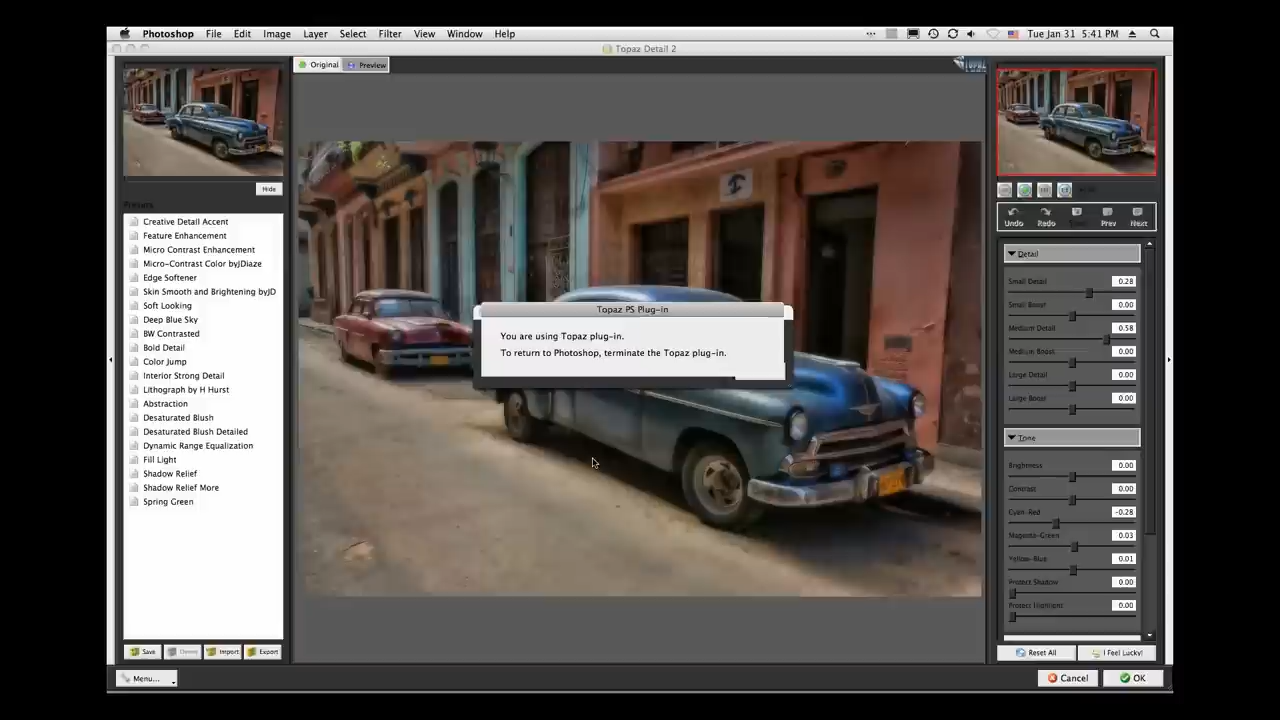 Photoshop File Edit Image Layer Select Filter View Window Help Tue Jan 31 5:41 PM
Topaz Detail 2
Original Preview
TOPAZ
Hide
Presets
Creative Detail Accent
Feature Enhancement
Micro Contrast Enhancement
Micro-Contrast Color byJDiaze
Edge Softener
Skin Smooth and Brightening byJD
Soft Looking
Deep Blue Sky
BW Contrasted
Bold Detail
Color Jump
Interior Strong Detail
Lithograph by H Hurst
Abstraction
Desaturated Blush
Desaturated Blush Detailed
Dynamic Range Equalization
Fill Light
Shadow Relief
Shadow Relief More
Spring Green
Save Delete Import Export
Menu...
Topaz PS Plug-in
You are using Topaz plug-in.
To return to Photoshop, terminate the Topaz plug-in.
Undo Redo Prev Next
Detail
Small Detail 0.28
Small Boost 0.00
Medium Detail 0.58
Medium Boost 0.00
Large Detail 0.00
Large Boost 0.00
Tone
Brightness 0.00
Contrast 0.00
Cyan-Red -0.28
Magenta-Green 0.03
Yellow-Blue 0.01
Protect Shadow 0.00
Protect Highlight 0.00
Reset All I Feel Lucky!
Cancel OK